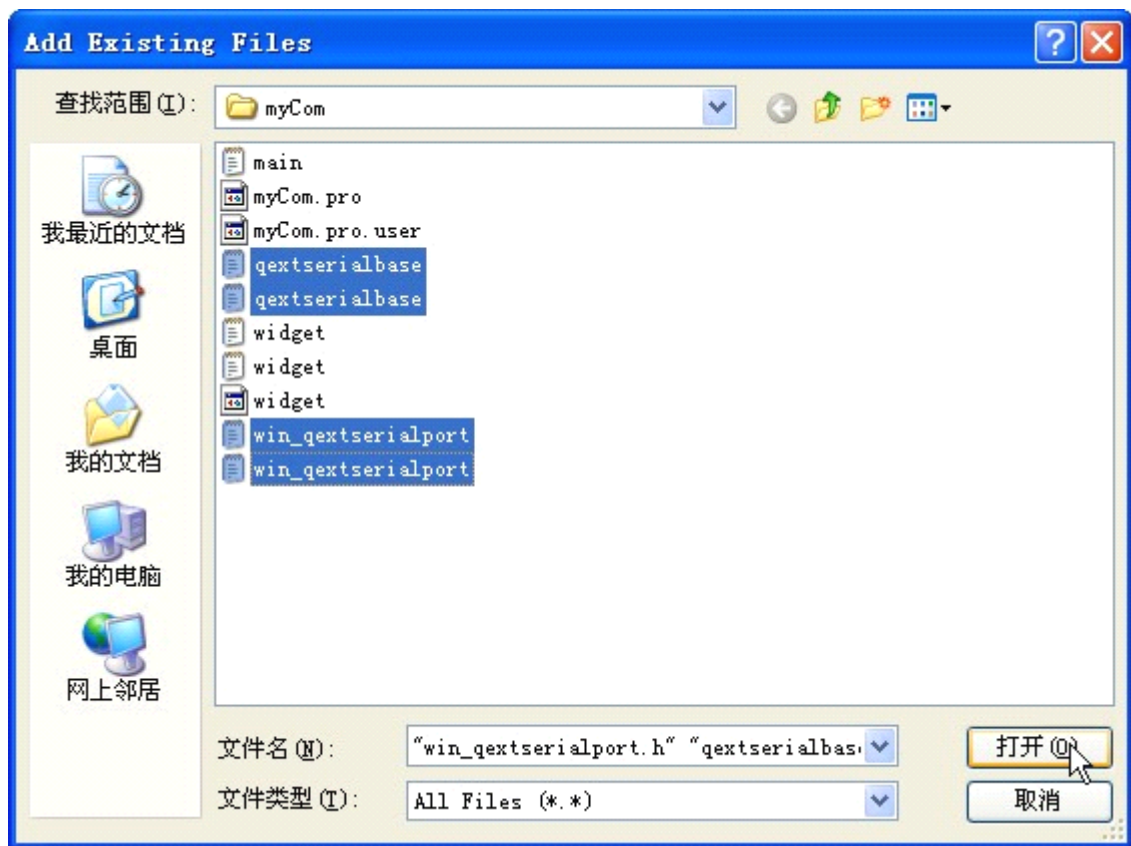 Add Existing Files
查找范围(I):
myCom
我最近的文档
桌面
我的文档
我的电脑
网上邻居
main
myCom.pro
myCom.pro.user
qextserialbase
qextserialbase
widget
widget
widget
win_qextserialport
win_qextserialport
文件名(N):
"win_qextserialport.h" "qextserialbas
打开(O)
文件类型(T):
All Files (*.*)
取消